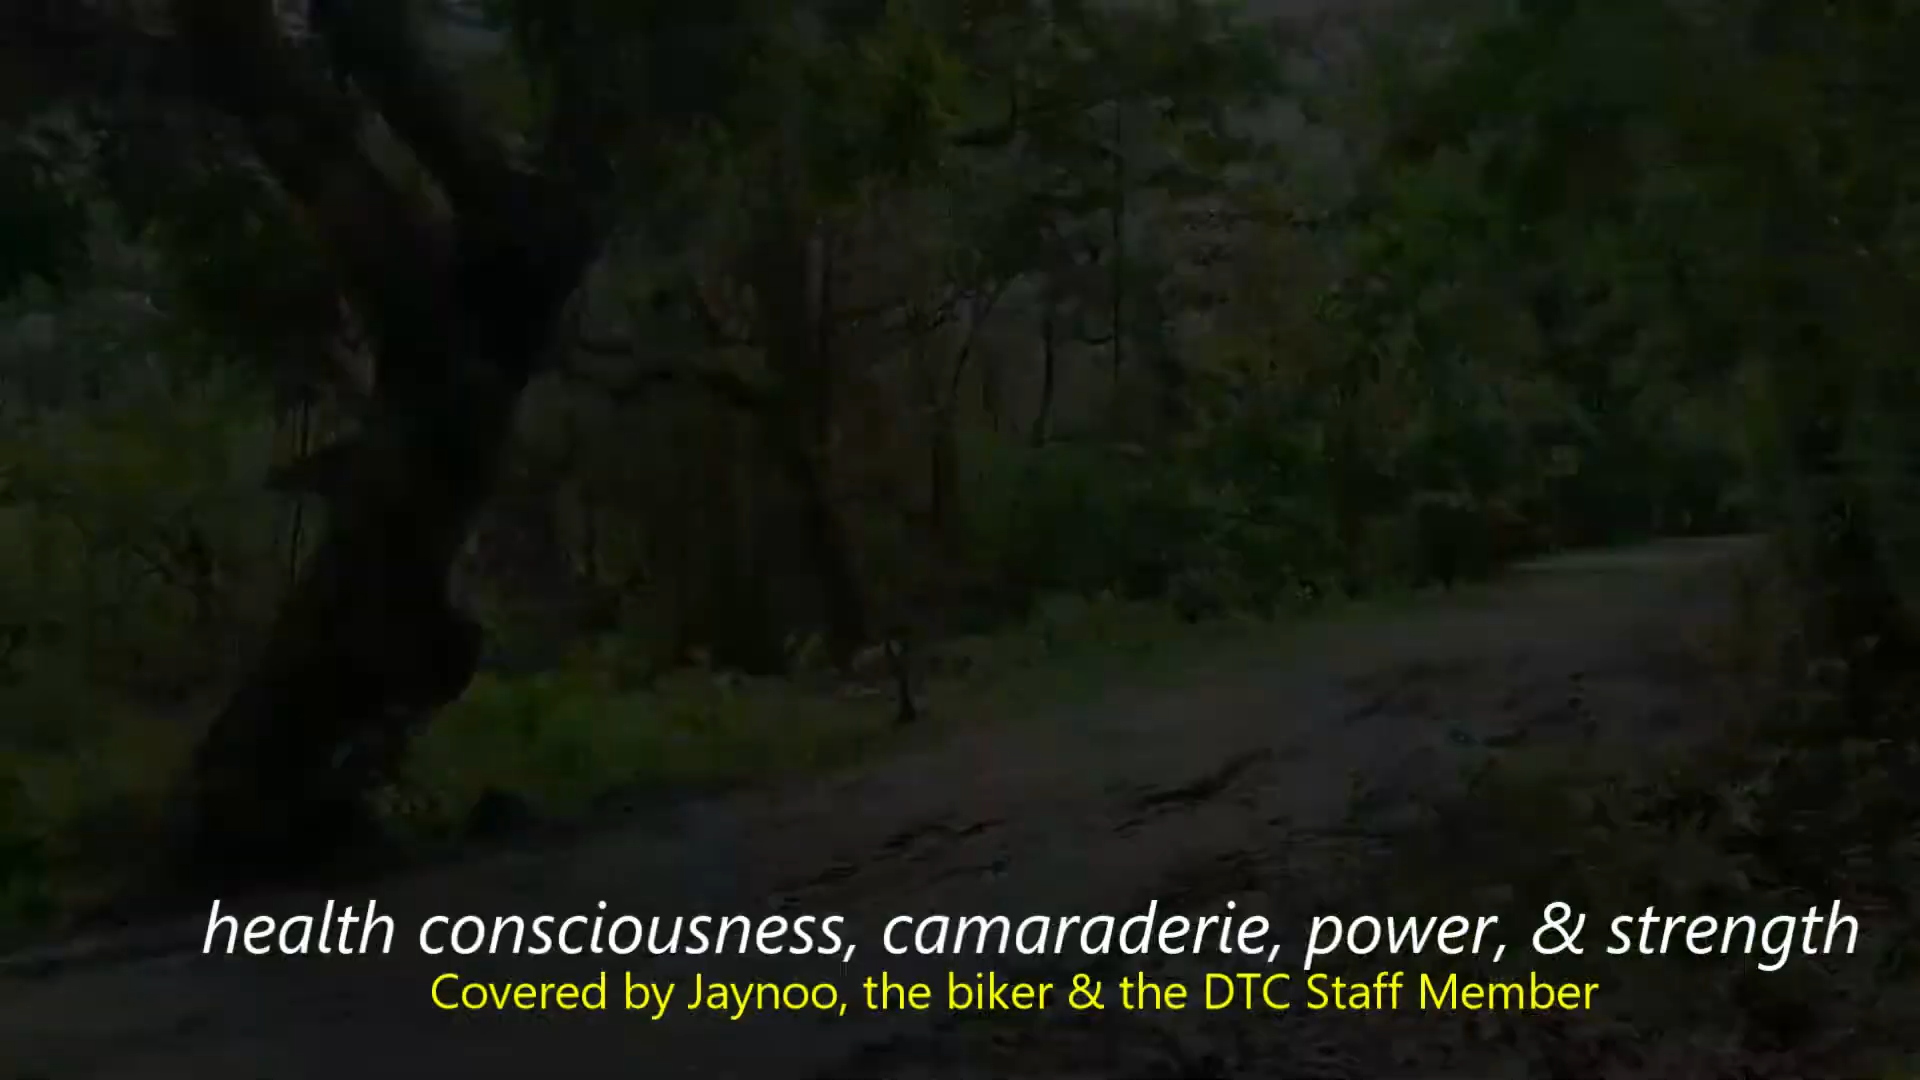 health consciousness, camaraderie, power, & strength
Covered by Jaynoo, the biker & the DTC Staff Member